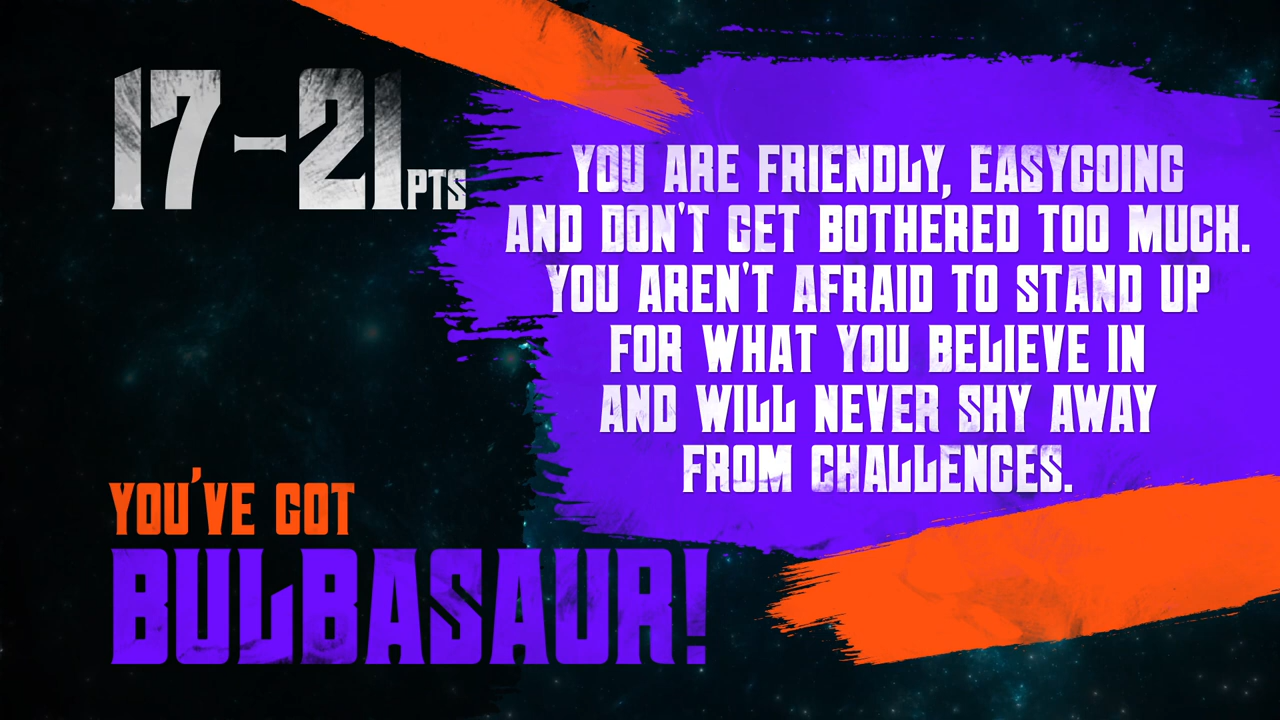 17-21PTS
YOU ARE FRIENDLY, EASYGOING
AND DON'T GET BOTHERED TOO MUCH.
YOU AREN'T AFRAID TO STAND UP
FOR WHAT YOU BELIEVE IN
AND WILL NEVER SHY AWAY
FROM CHALLENGES.
YOU'VE GOT
BULBASAUR!